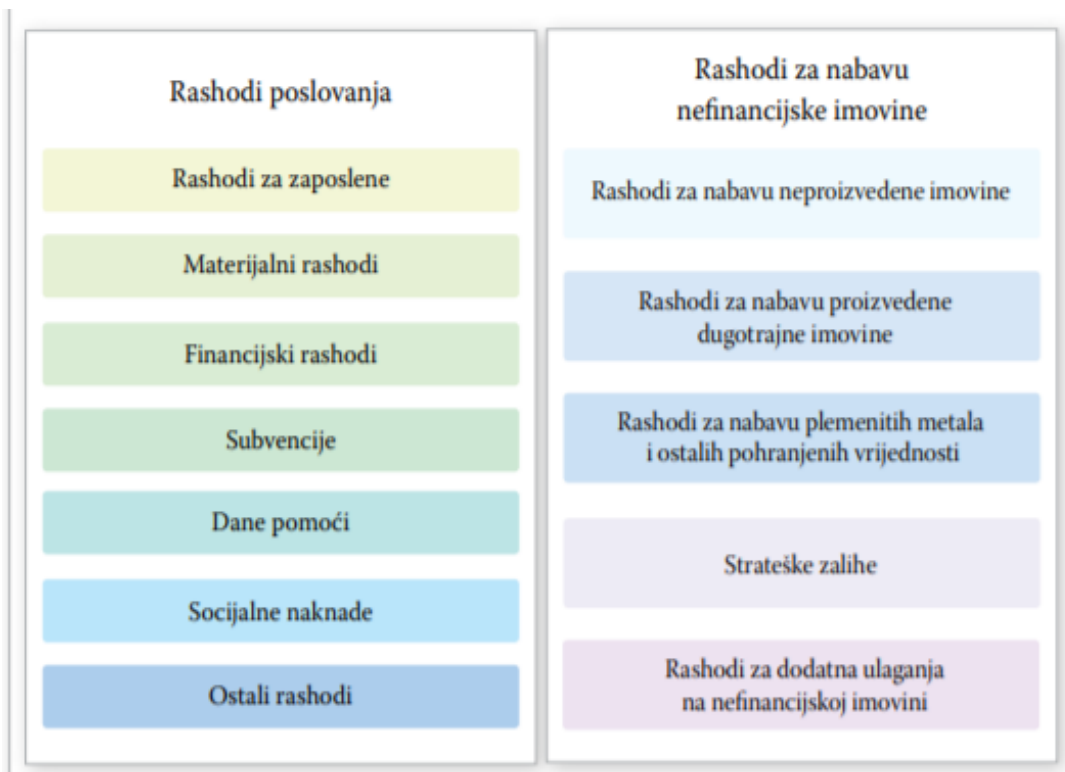 Rashodi poslovanja
Rashodi za zaposlene
Materijalni rashodi
Financijski rashodi
Subvencije
Dane pomoći
Socijalne naknade
Ostali rashodi
Rashodi za nabavu
nefinancijske imovine
Rashodi za nabavu neproizvedene imovine
Rashodi za nabavu proizvedene
dugotrajne imovine
Rashodi za nabavu plemenitih metala
i ostalih pohranjenih vrijednosti
Strateške zalihe
Rashodi za dodatna ulaganja
na nefinancijskoj imovini